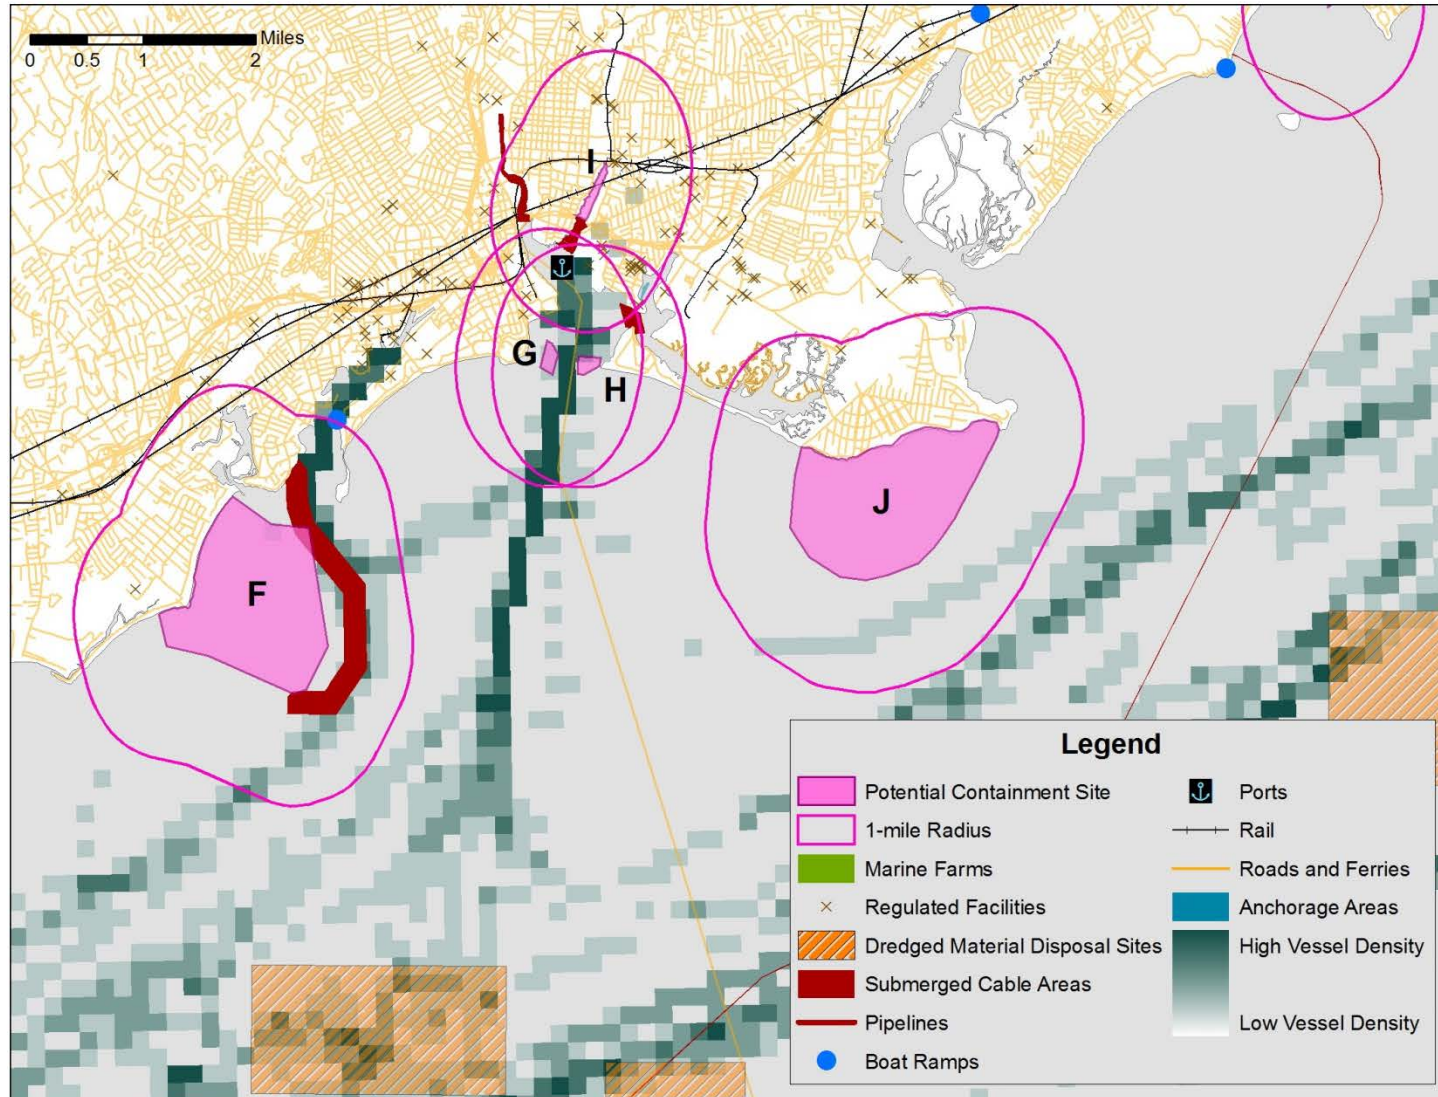 Miles
0 0.5 1 2
I
G
H
J
F
Legend
Potential Containment Site
1-mile Radius
Marine Farms
Regulated Facilities
Dredged Material Disposal Sites
Submerged Cable Areas
Pipelines
Boat Ramps
Ports
Rail
Roads and Ferries
Anchorage Areas
High Vessel Density
Low Vessel Density